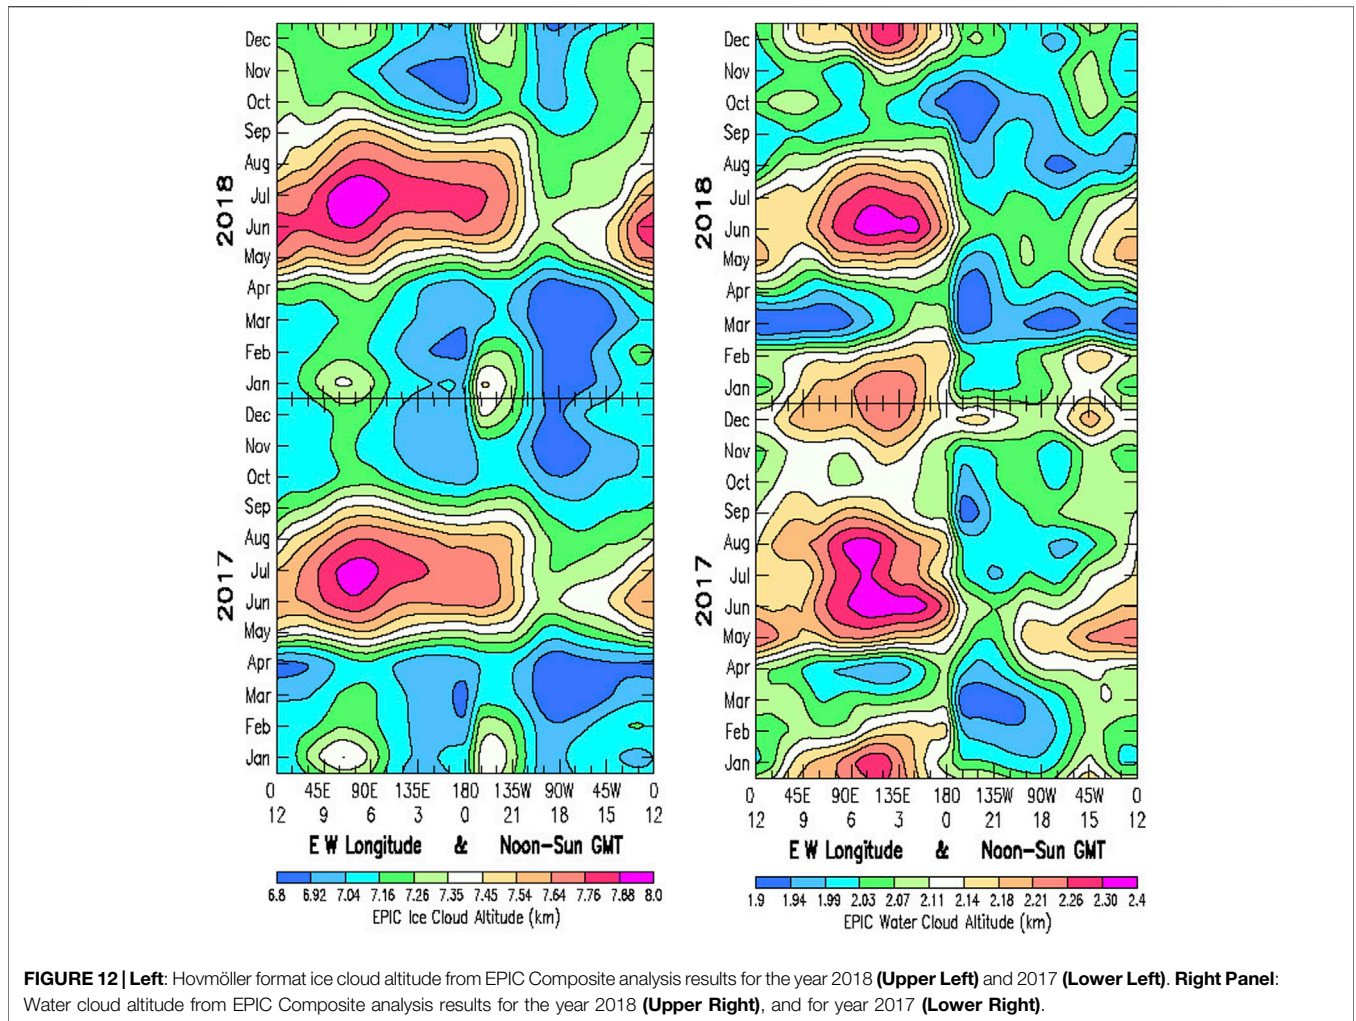 Dec
Nov
Oct
Sep
Aug
Jul
Jun
May
Apr
Mar
Feb
Jan
Dec
Nov
Oct
Sep
Aug
Jul
Jun
May
Apr
Mar
Feb
Jan
2018
2017
0 45E 90E 135E 180 135W 90W 45W 0
12 9 6 3 0 21 18 15 12
E W Longitude & Noon-Sun GMT
6.8 6.92 7.04 7.16 7.26 7.35 7.45 7.54 7.64 7.76 7.88 8.0
EPIC Ice Cloud Altitude (km)
Dec
Nov
Oct
Sep
Aug
Jul
Jun
May
Apr
Mar
Feb
Jan
Dec
Nov
Oct
Sep
Aug
Jul
Jun
May
Apr
Mar
Feb
Jan
2018
2017
0 45E 90E 135E 180 135W 90W 45W 0
12 9 6 3 0 21 18 15 12
E W Longitude & Noon-Sun GMT
1.9 1.94 1.99 2.03 2.07 2.11 2.14 2.18 2.21 2.26 2.30 2.4
EPIC Water Cloud Altitude (km)
FIGURE 12 | Left: Hovmöller format ice cloud altitude from EPIC Composite analysis results for the year 2018 (Upper Left) and 2017 (Lower Left). Right Panel:
Water cloud altitude from EPIC Composite analysis results for the year 2018 (Upper Right), and for year 2017 (Lower Right).